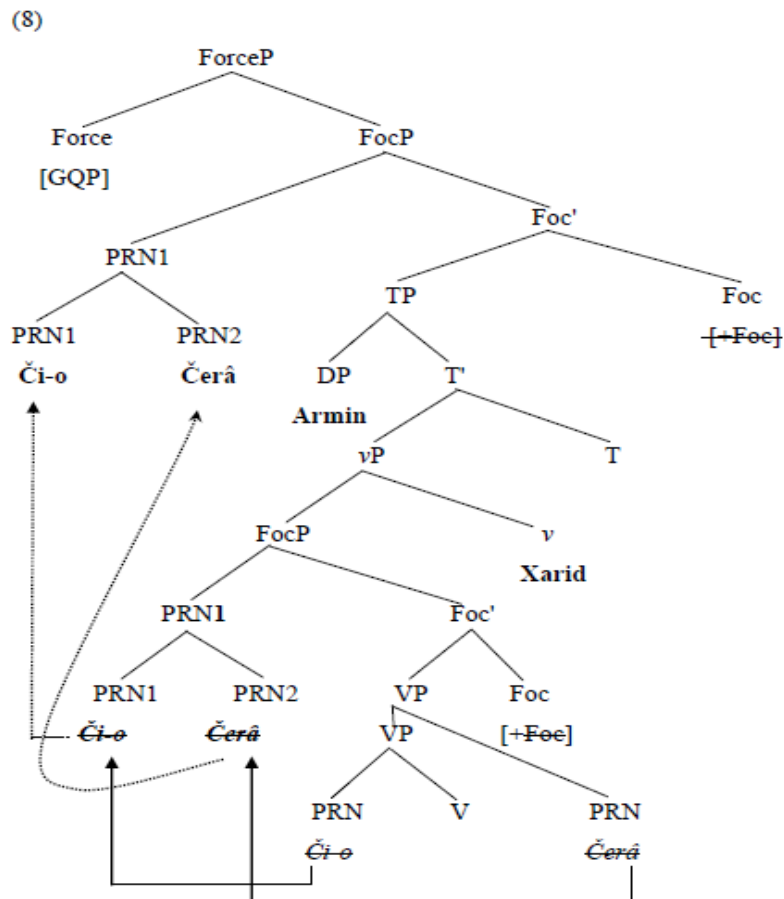 (8)
ForceP
Force FocP
[GQP]
Foc'
PRN1
TP Foc
PRN1 PRN2 [+Foc]
Či-o Čerâ DP T'
Armin
vP T
FocP v
Xarid
PRN1 Foc'
PRN1 PRN2 VP Foc
Či-o Čerâ VP [+Foc]
PRN V PRN
Či-o Čerâ